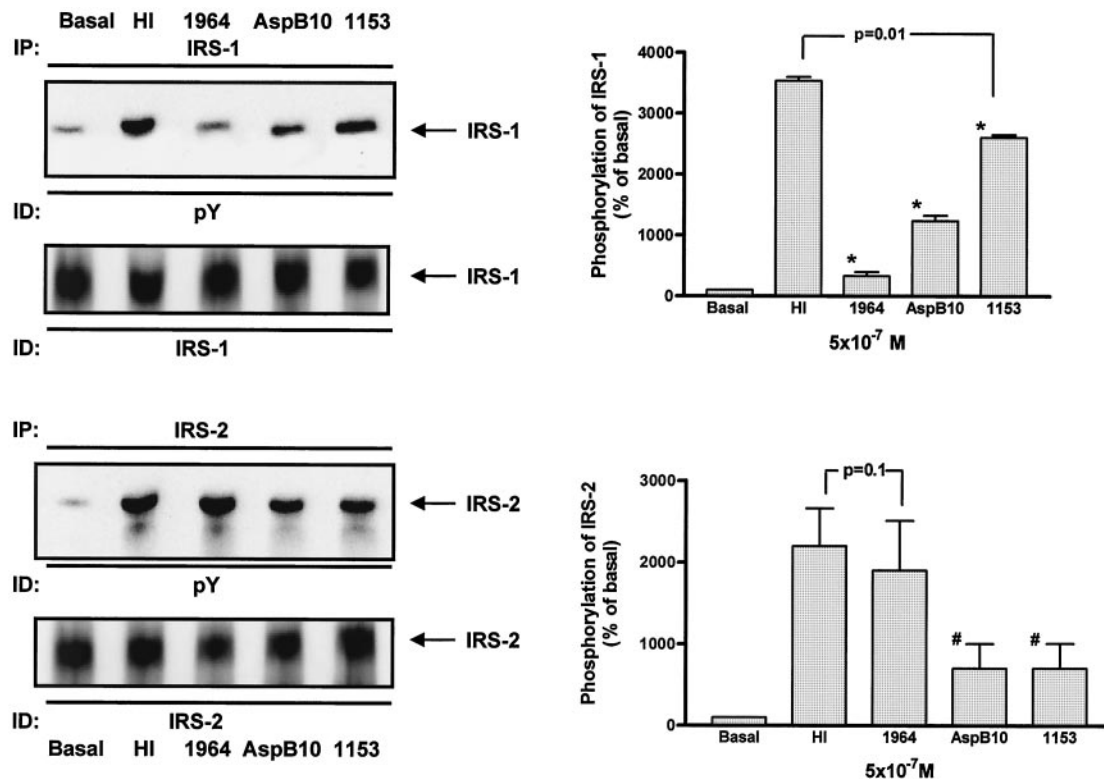 Basal HI 1964 AspB10 1153
IP: IRS-1
IRS-1
ID: pY
IRS-1
ID: IRS-1
IP: IRS-2
IRS-2
ID: pY
IRS-2
ID: IRS-2
Basal HI 1964 AspB10 1153
Phosphorylation of IRS-1
(% of basal)
4000
3000
2000
1000
0
p=0.01
*
*
*
Basal HI 1964 AspB10 1153
5x10⁻⁷ M
Phosphorylation of IRS-2
(% of basal)
3000
2000
1000
0
p=0.1
# #
Basal HI 1964 AspB10 1153
5x10⁻⁷M